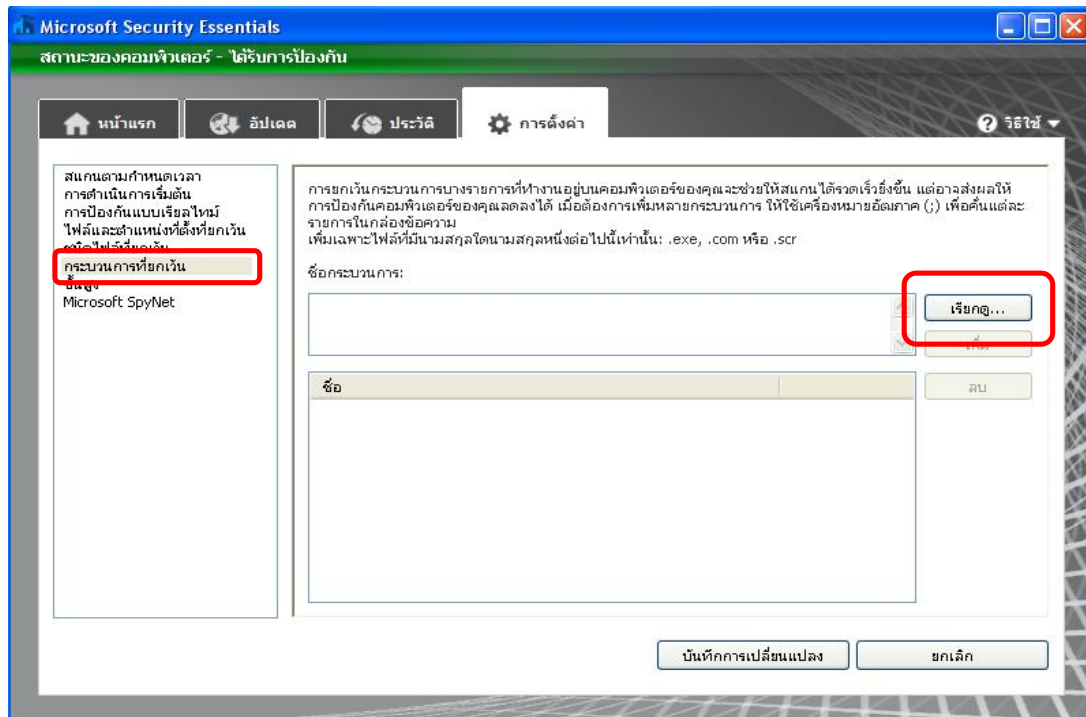 Microsoft Security Essentials
สถานะของคอมพิวเตอร์ - ได้รับการป้องกัน
หน้าแรก
อัปเดต
ประวัติ
การตั้งค่า
วิธีใช้
สแกนตามกำหนดเวลา
การดำเนินการเริ่มต้น
การป้องกันแบบเรียลไทม์
ไฟล์และตำแหน่งที่ตั้งที่ยกเว้น
ชนิดไฟล์ที่ยกเว้น
กระบวนการที่ยกเว้น
ขั้นสูง
Microsoft SpyNet
การยกเว้นกระบวนการบางรายการที่ทำงานอยู่บนคอมพิวเตอร์ของคุณจะช่วยให้สแกนได้รวดเร็วยิ่งขึ้น แต่อาจส่งผลให้
การป้องกันคอมพิวเตอร์ของคุณลดลงได้ เมื่อต้องการเพิ่มหลายกระบวนการ ให้ใช้เครื่องหมายอัฒภาค (;) เพื่อคั่นแต่ละ
รายการในกล่องข้อความ
เพิ่มเฉพาะไฟล์ที่มีนามสกุลใดนามสกุลหนึ่งต่อไปนี้เท่านั้น: .exe, .com หรือ .scr
ชื่อกระบวนการ:
เรียกดู...
เพิ่ม
ชื่อ
ลบ
บันทึกการเปลี่ยนแปลง
ยกเลิก